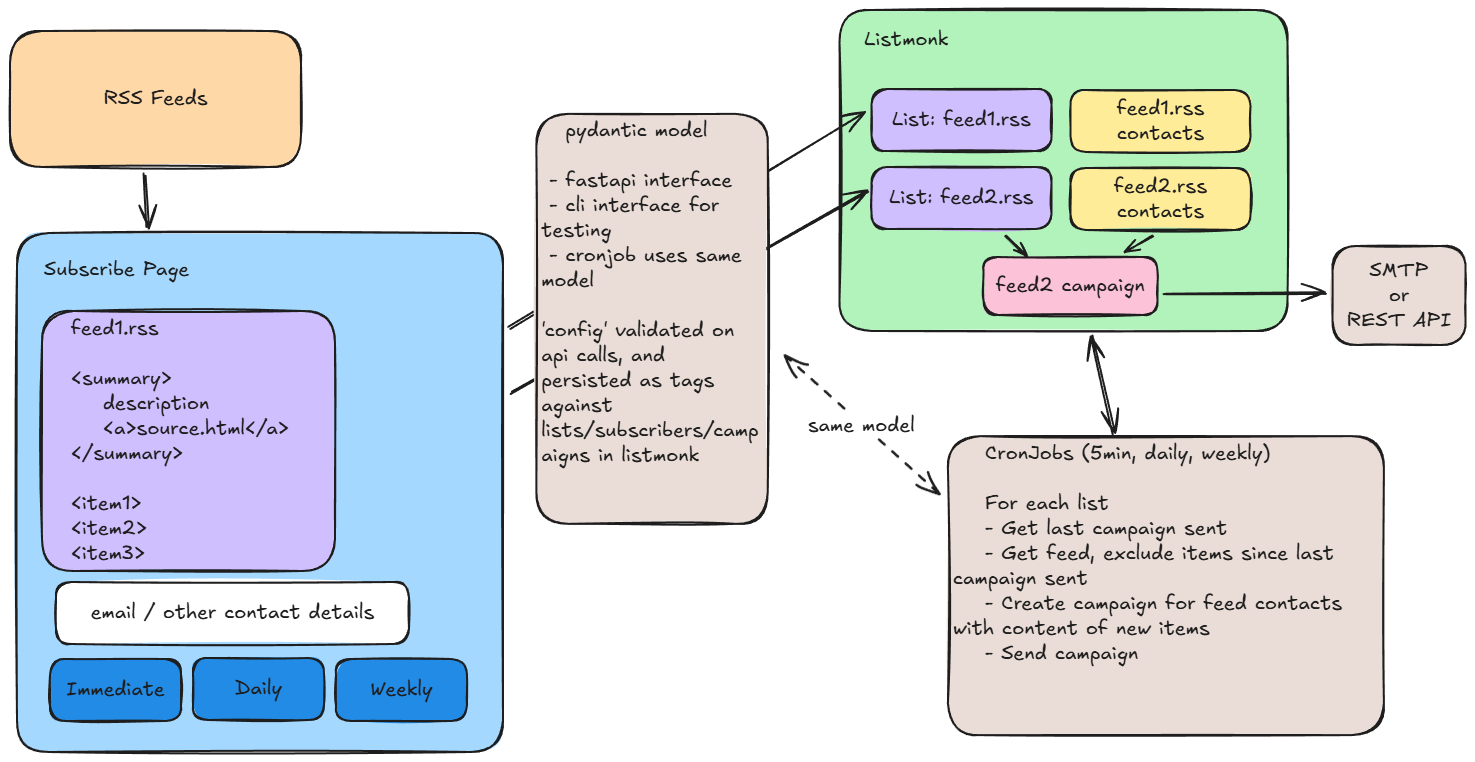 RSS Feeds
Subscribe Page
feed1.rss
<summary>
description
<a>source.html</a>
</summary>
<item1>
<item2>
<item3>
email / other contact details
Immediate
Daily
Weekly
pydantic model
- fastapi interface
- cli interface for
testing
- cronjob uses same
model
'config' validated on
api calls, and
persisted as tags
against
lists/subscribers/camp
aigns in listmonk
Listmonk
List: feed1.rss
feed1.rss
contacts
List: feed2.rss
feed2.rss
contacts
feed2 campaign
SMTP
or
REST API
same model
CronJobs (5min, daily, weekly)
For each list
- Get last campaign sent
- Get feed, exclude items since last
campaign sent
- Create campaign for feed contacts
with content of new items
- Send campaign